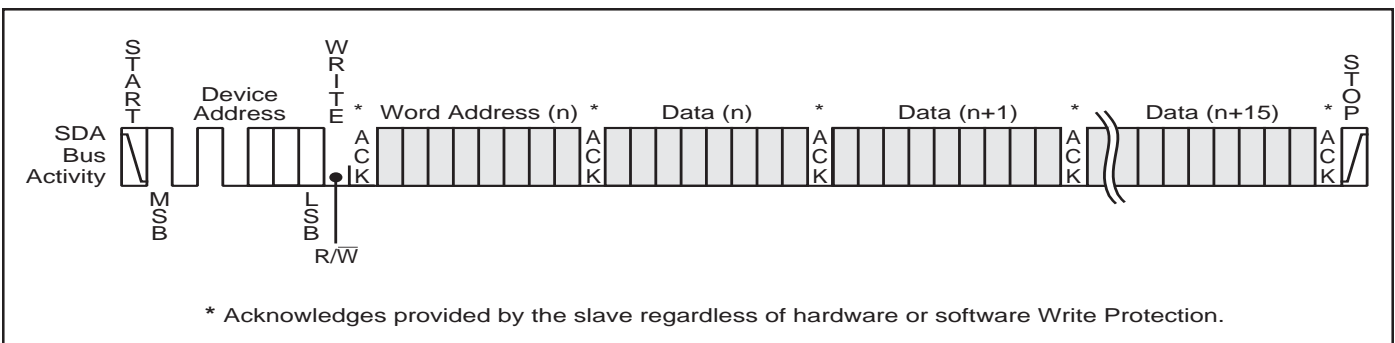 START
WRITE
STOP
Device
Address
* Word Address (n) * Data (n) * Data (n+1) * Data (n+15) *
SDA
Bus
Activity
ACK
ACK
ACK
ACK
ACK
MSB
LSB
R/W̅
* Acknowledges provided by the slave regardless of hardware or software Write Protection.